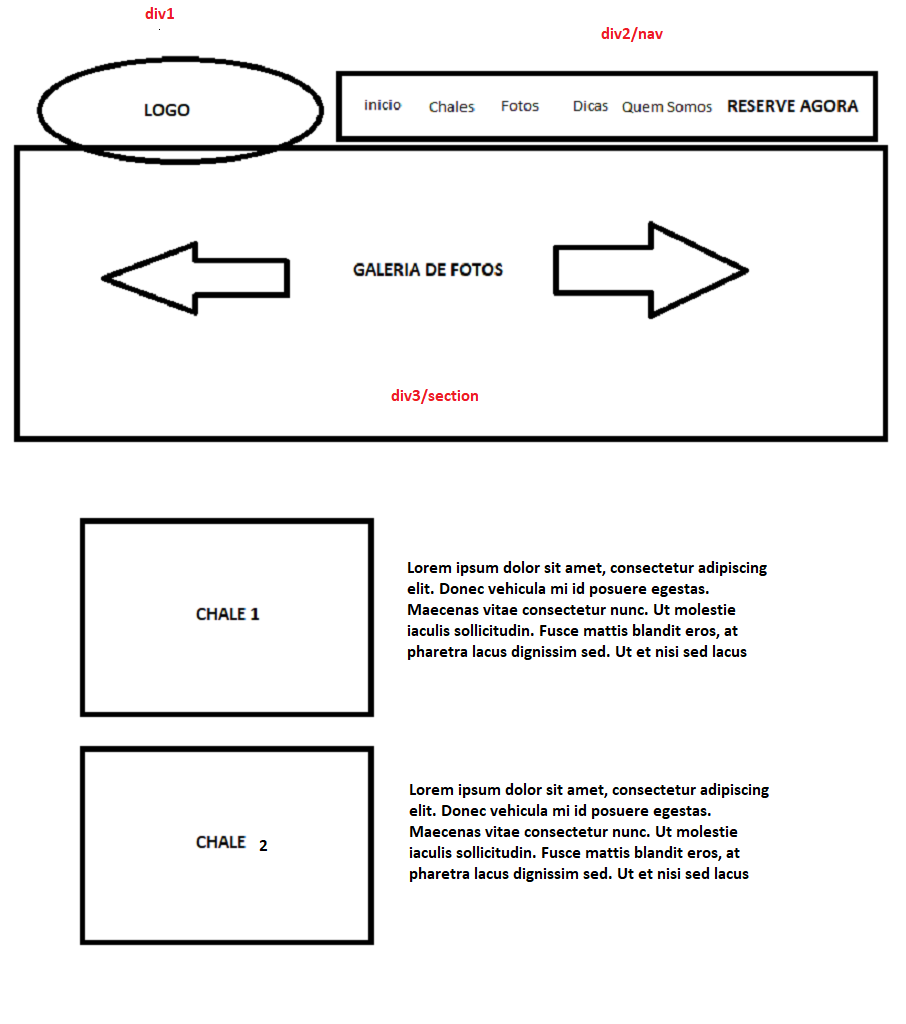 div1
div2/nav
LOGO
inicio Chales Fotos Dicas Quem Somos RESERVE AGORA
GALERIA DE FOTOS
div3/section
CHALE 1
Lorem ipsum dolor sit amet, consectetur adipiscing
elit. Donec vehicula mi id posuere egestas.
Maecenas vitae consectetur nunc. Ut molestie
iaculis sollicitudin. Fusce mattis blandit eros, at
pharetra lacus dignissim sed. Ut et nisi sed lacus
CHALE 2
Lorem ipsum dolor sit amet, consectetur adipiscing
elit. Donec vehicula mi id posuere egestas.
Maecenas vitae consectetur nunc. Ut molestie
iaculis sollicitudin. Fusce mattis blandit eros, at
pharetra lacus dignissim sed. Ut et nisi sed lacus